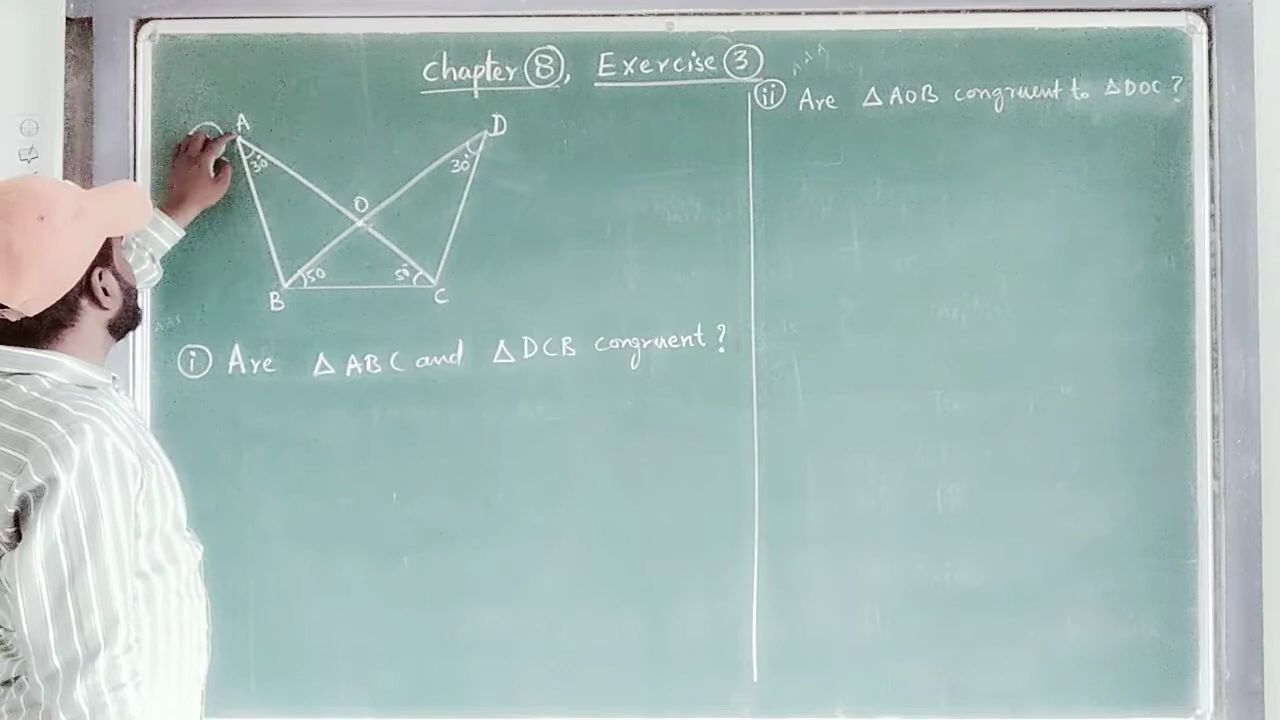 Chapter 8, Exercise 3
A
D
30°
30°
O
50
50
B
C
i Are △ABC and △DCB congruent?
ii Are △AOB congruent to △DOC?